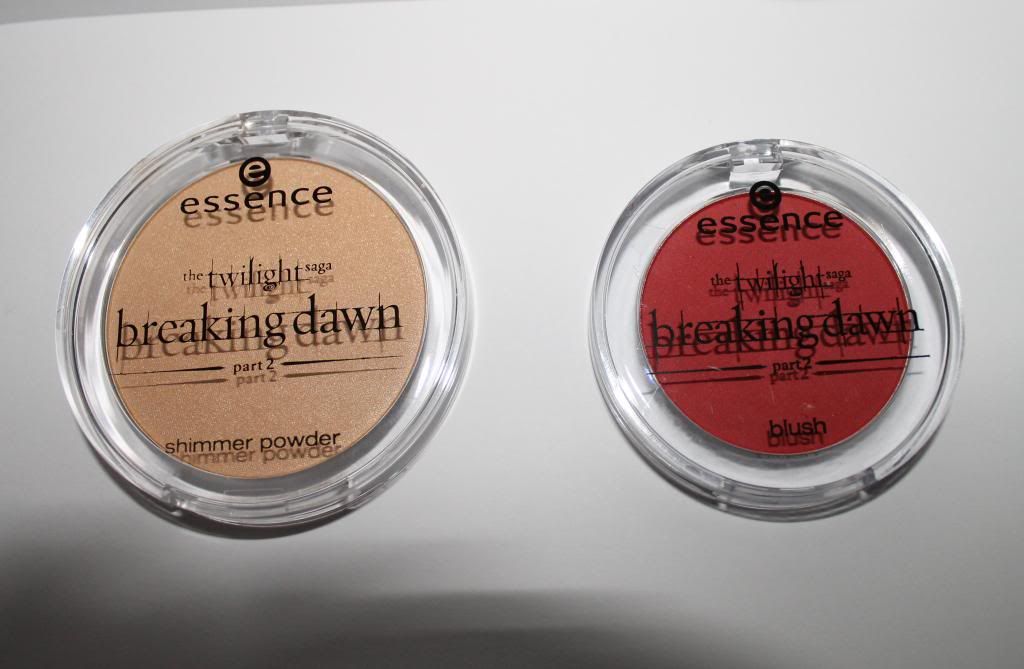 essence
the twilight saga
breaking dawn
part 2
shimmer powder
essence
the twilight saga
breaking dawn
part 2
blush